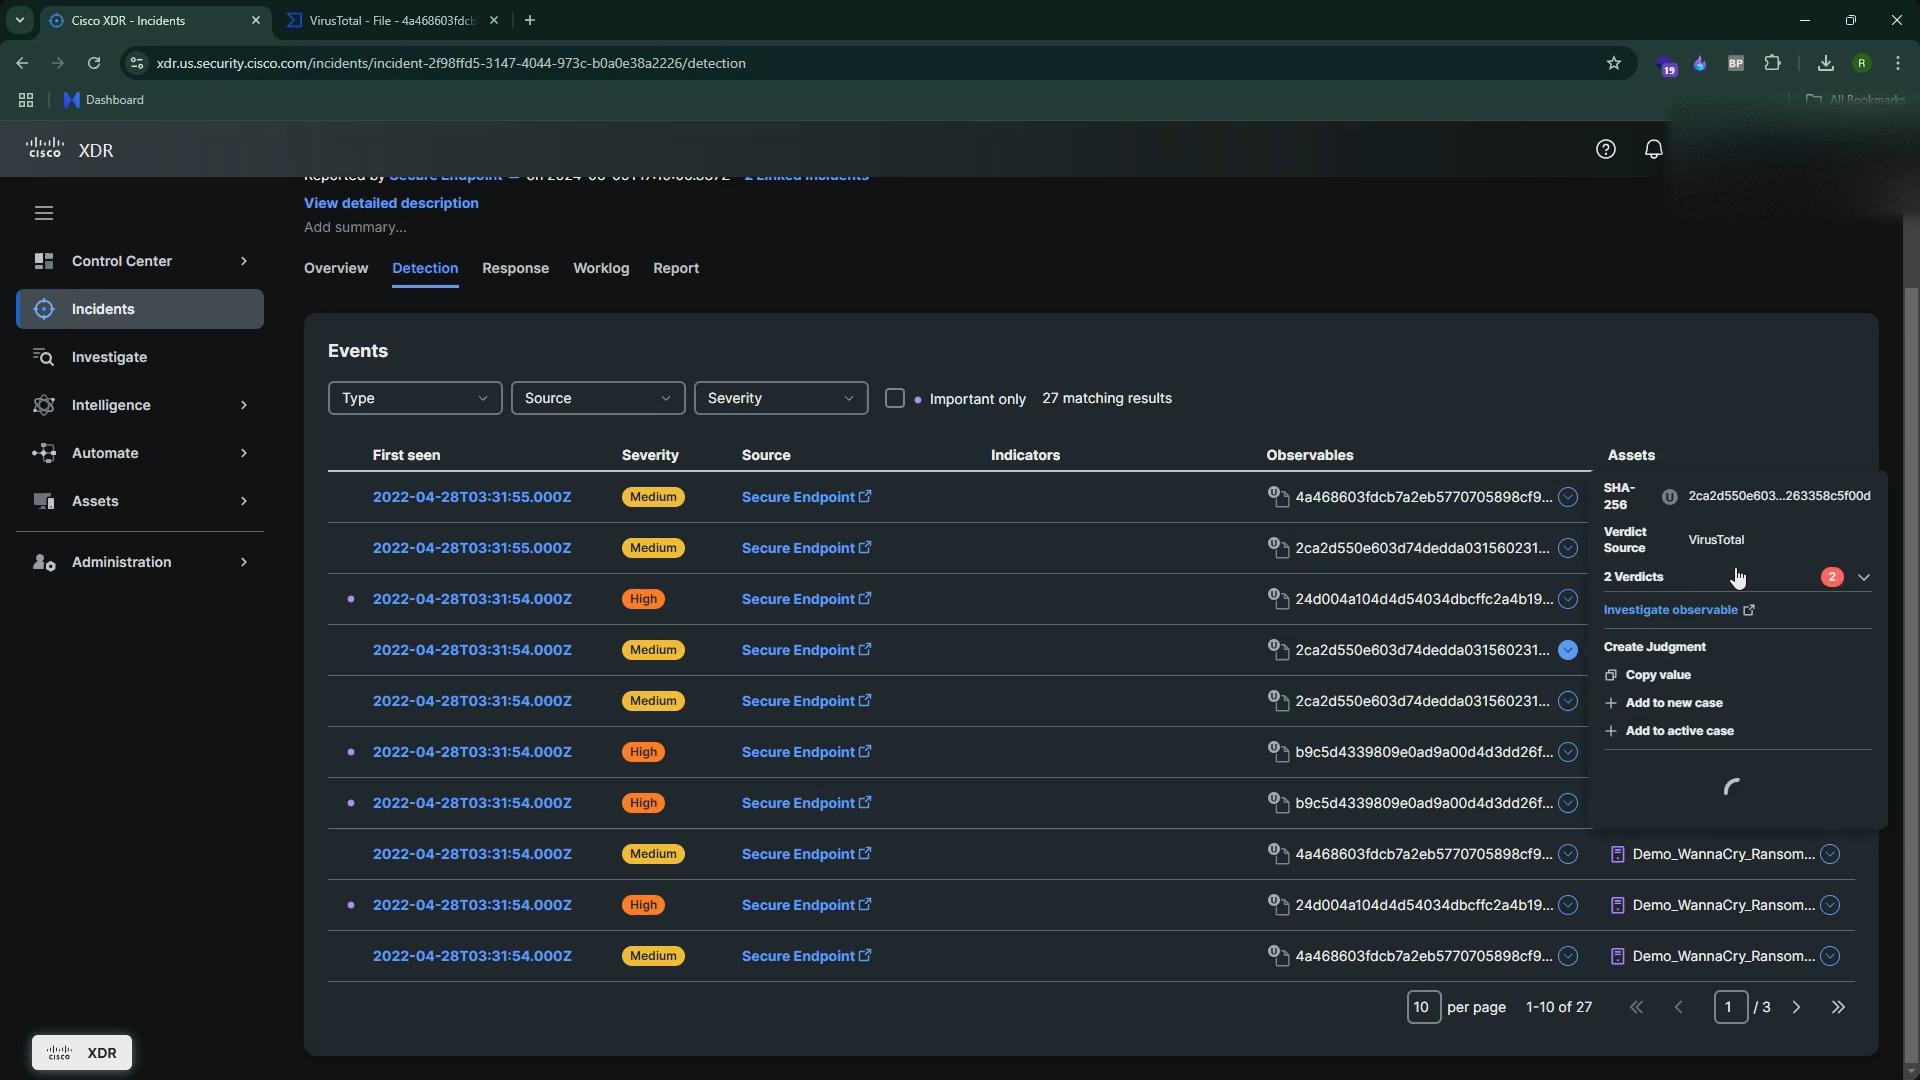 Cisco XDR - Incidents
VirusTotal - File - 4a468603fdcb
xdr.us.security.cisco.com/incidents/incident-2f98ffd5-3147-4044-973c-b0a0e38a2226/detection
19
BP
R
Dashboard
All Bookmarks
cisco XDR
Reported by Secure Endpoint
2 Linked Incidents
View detailed description
Add summary...
Control Center
Incidents
Investigate
Intelligence
Automate
Assets
Administration
Overview Detection Response Worklog Report
Events
Type Source Severity Important only 27 matching results
First seen Severity Source Indicators Observables Assets
2022-04-28T03:31:55.000Z Medium Secure Endpoint 4a468603fdcb7a2eb5770705898cf9...
2022-04-28T03:31:55.000Z Medium Secure Endpoint 2ca2d550e603d74dedda031560231...
2022-04-28T03:31:54.000Z High Secure Endpoint 24d004a104d4d54034dbcffc2a4b19...
2022-04-28T03:31:54.000Z Medium Secure Endpoint 2ca2d550e603d74dedda031560231...
2022-04-28T03:31:54.000Z Medium Secure Endpoint 2ca2d550e603d74dedda031560231...
2022-04-28T03:31:54.000Z High Secure Endpoint b9c5d4339809e0ad9a00d4d3dd26f...
2022-04-28T03:31:54.000Z High Secure Endpoint b9c5d4339809e0ad9a00d4d3dd26f...
2022-04-28T03:31:54.000Z Medium Secure Endpoint 4a468603fdcb7a2eb5770705898cf9... Demo_WannaCry_Ransom...
2022-04-28T03:31:54.000Z High Secure Endpoint 24d004a104d4d54034dbcffc2a4b19... Demo_WannaCry_Ransom...
2022-04-28T03:31:54.000Z Medium Secure Endpoint 4a468603fdcb7a2eb5770705898cf9... Demo_WannaCry_Ransom...
SHA-
256
U 2ca2d550e603...263358c5f00d
Verdict
Source
VirusTotal
2 Verdicts 2
Investigate observable
Create Judgment
Copy value
Add to new case
Add to active case
10 per page 1-10 of 27 1 / 3
cisco XDR